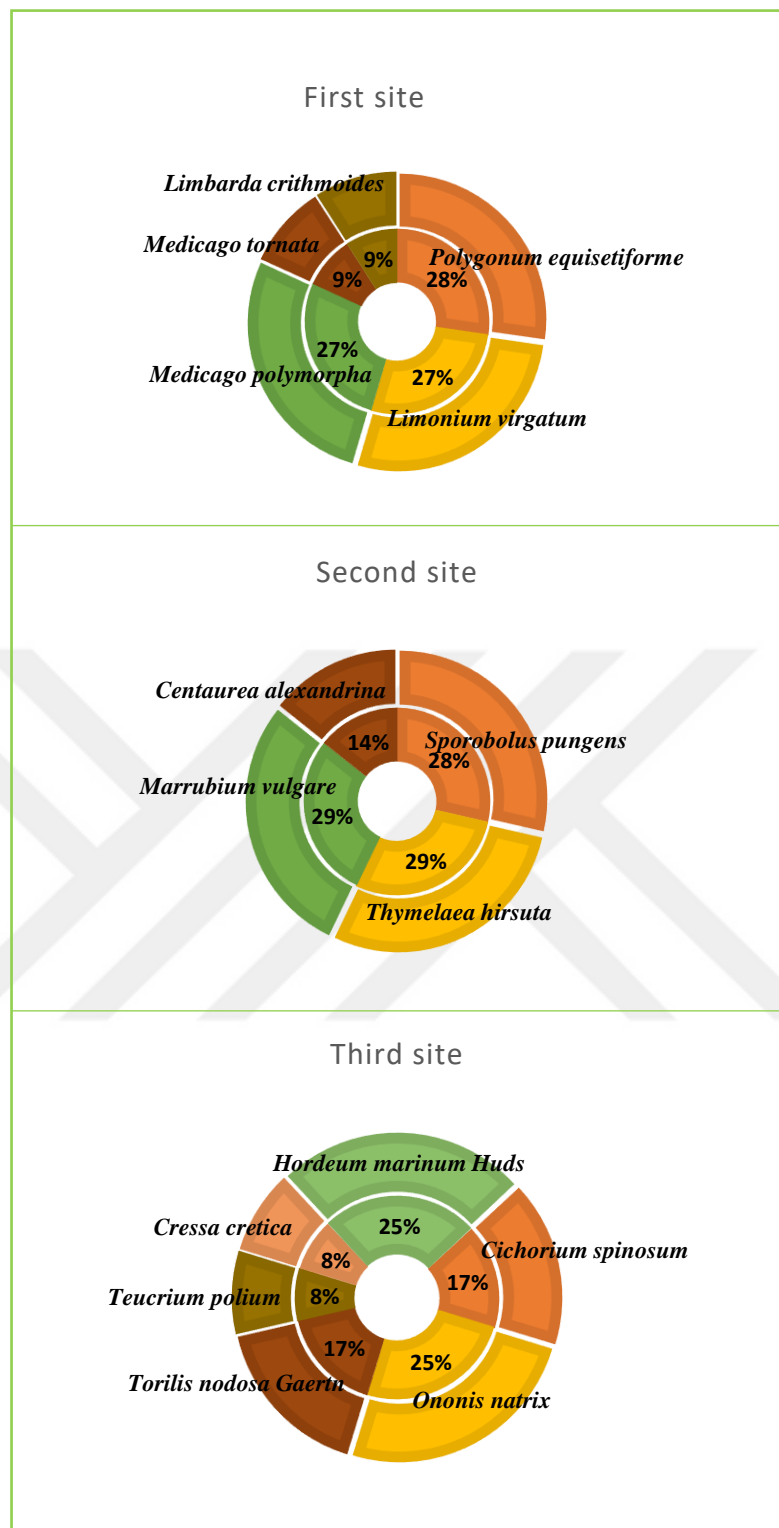 First site
Limbarda crithmoides
Medicago tornata
Polygonum equisetiforme
9%
9%
28%
27%
27%
Medicago polymorpha
Limonium virgatum
Second site
Centaurea alexandrina
14%
Sporobolus pungens
28%
Marrubium vulgare
29%
29%
Thymelaea hirsuta
Third site
Hordeum marinum Huds
25%
Cressa cretica
8%
Cichorium spinosum
17%
Teucrium polium
8%
17%
25%
Torilis nodosa Gaertn
Ononis natrix